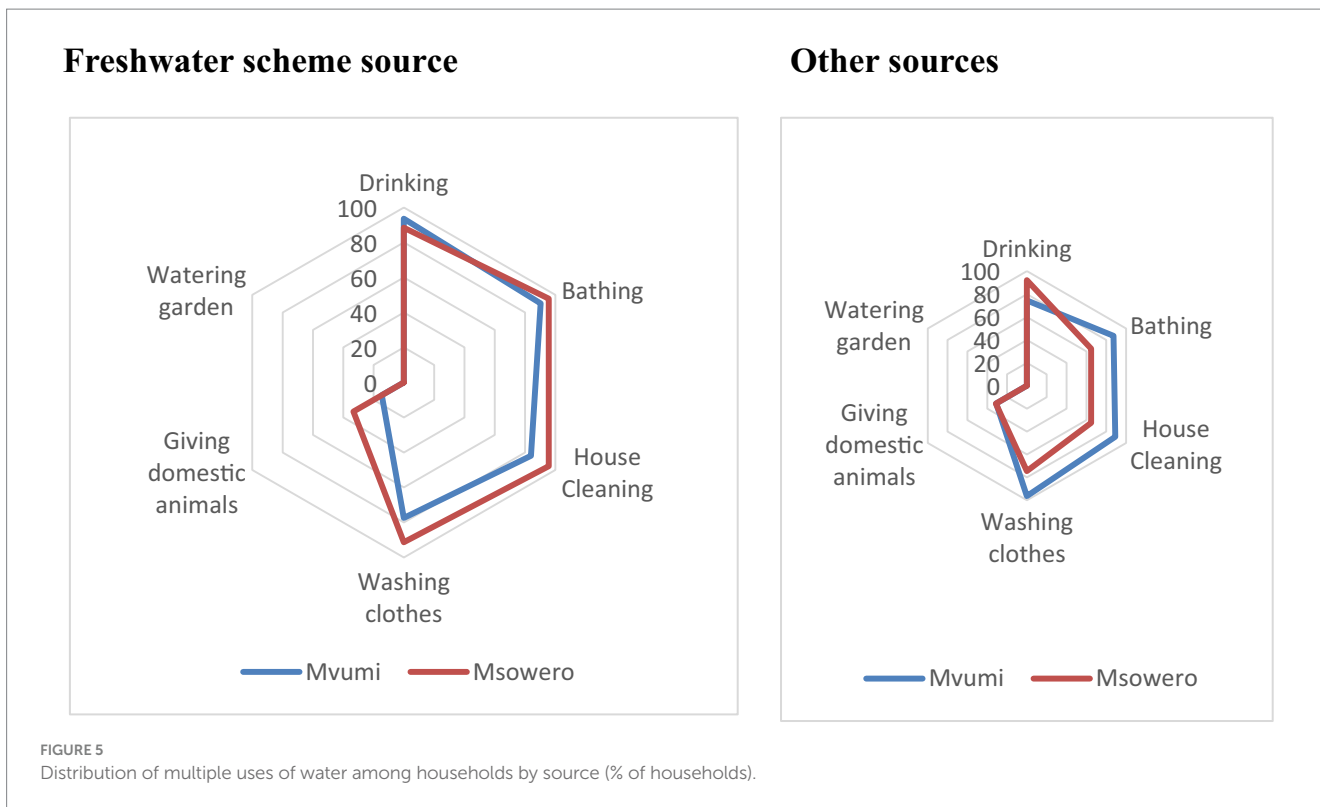 Freshwater scheme source
Drinking
100
80
60
40
20
0
Watering
garden
Bathing
Giving
domestic
animals
House
Cleaning
Washing
clothes
Mvumi
Msowero
Other sources
Drinking
100
80
60
40
20
0
Watering
garden
Bathing
Giving
domestic
animals
House
Cleaning
Washing
clothes
Mvumi
Msowero
FIGURE 5
Distribution of multiple uses of water among households by source (% of households).